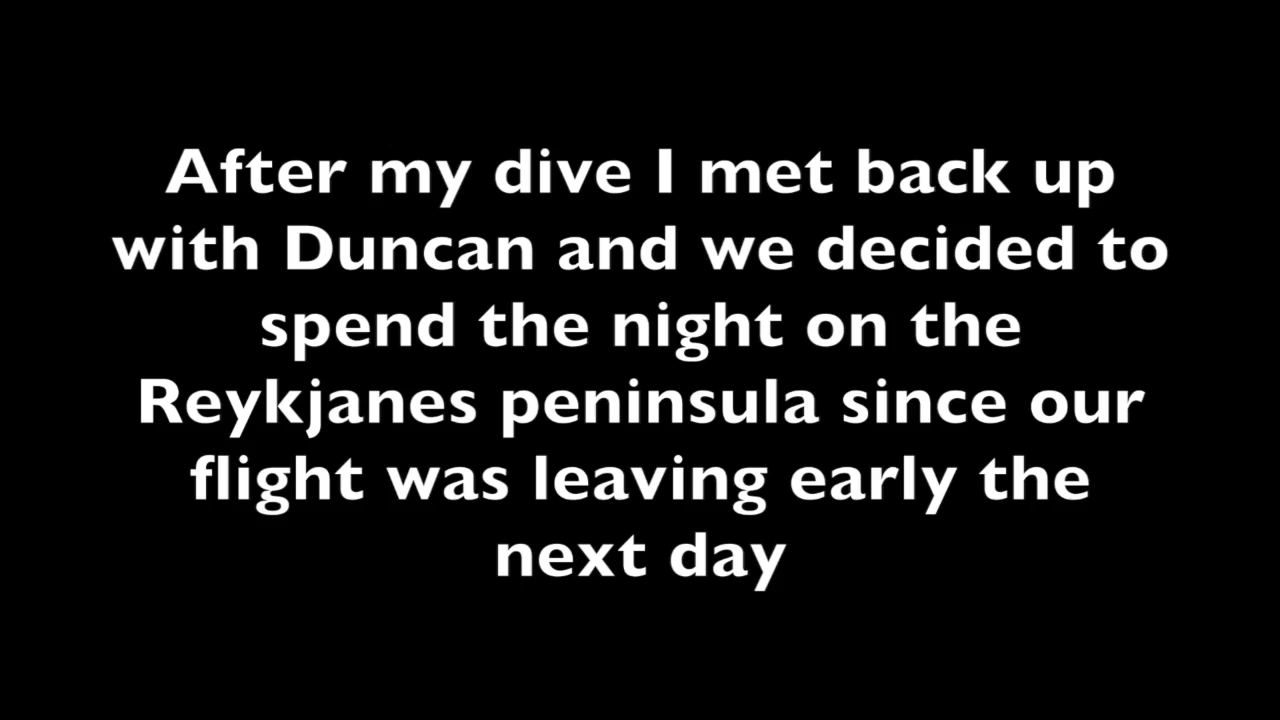 After my dive I met back up
with Duncan and we decided to
spend the night on the
Reykjanes peninsula since our
flight was leaving early the
next day